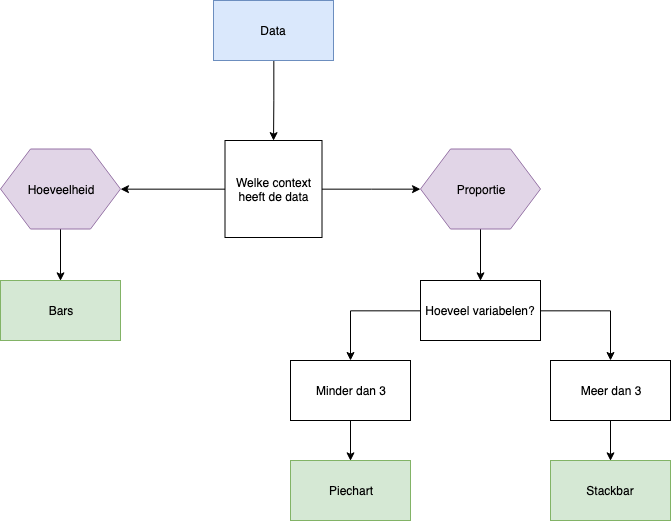 Data
Welke context
heeft de data
Hoeveelheid
Proportie
Bars
Hoeveel variabelen?
Minder dan 3
Meer dan 3
Piechart
Stackbar